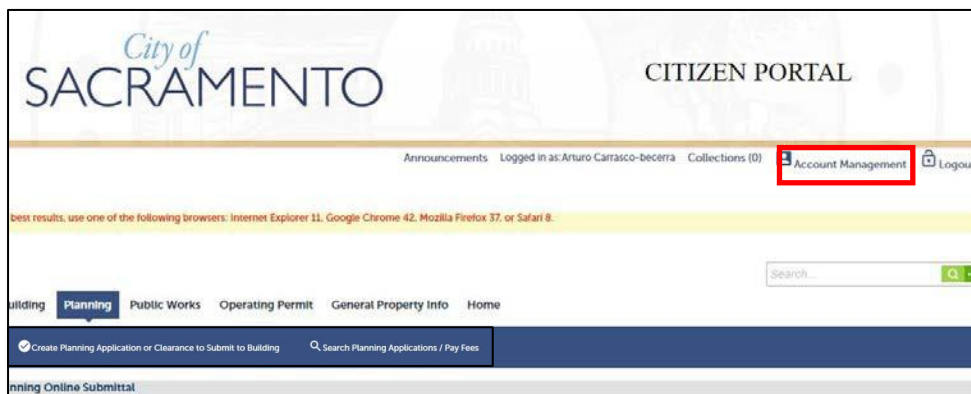 City of
SACRAMENTO
CITIZEN PORTAL
Announcements Logged in as:Arturo Carrasco-becerra Collections (0) Account Management Logou
best results, use one of the following browsers: Internet Explorer 11, Google Chrome 42, Mozilla Firefox 37, or Safari 8.
Search...
uilding Planning Public Works Operating Permit General Property Info Home
Create Planning Application or Clearance to Submit to Building Search Planning Applications / Pay Fees
nning Online Submittal